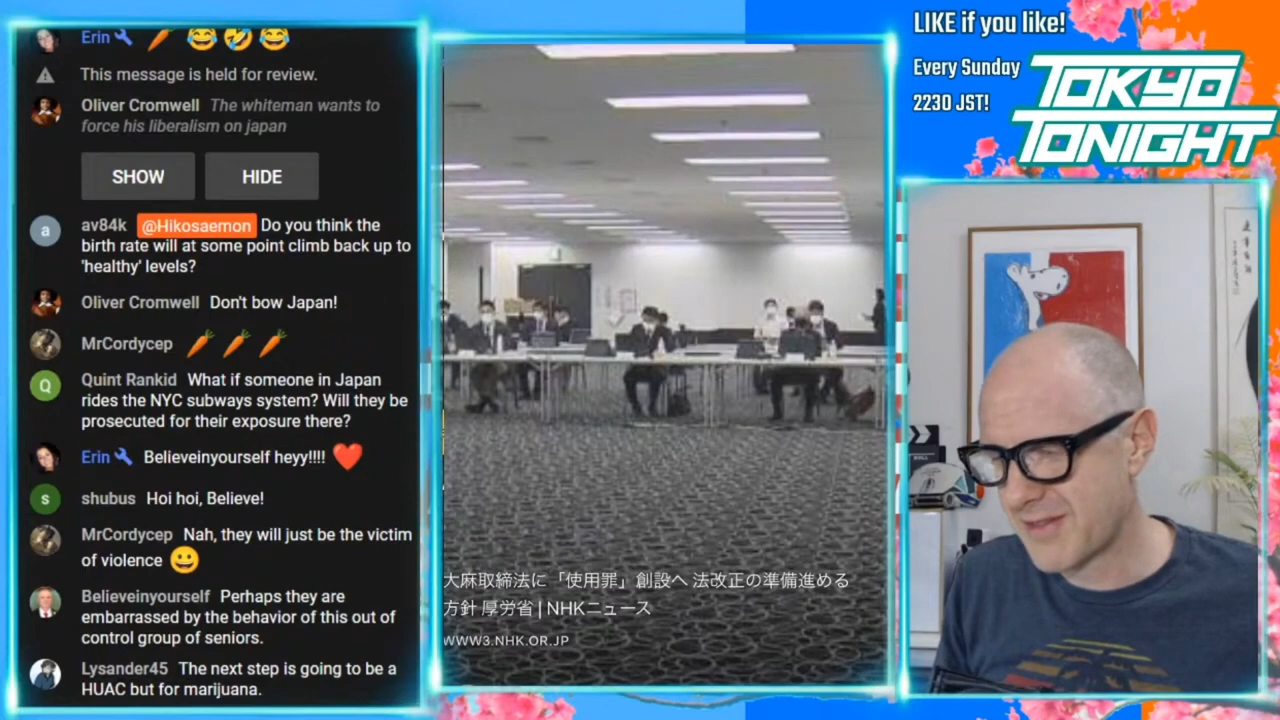 Erin
This message is held for review.
Oliver Cromwell The whiteman wants to
force his liberalism on japan
SHOW HIDE
av84k @Hikosaemon Do you think the
birth rate will at some point climb back up to
'healthy' levels?
Oliver Cromwell Don't bow Japan!
MrCordycep
Quint Rankid What if someone in Japan
rides the NYC subways system? Will they be
prosecuted for their exposure there?
Erin Believeinyourself heyy!!!!
shubus Hoi hoi, Believe!
MrCordycep Nah, they will just be the victim
of violence
Believeinyourself Perhaps they are
embarrassed by the behavior of this out of
control group of seniors.
Lysander45 The next step is going to be a
HUAC but for marijuana.
大麻取締法に「使用罪」創設へ 法改正の準備進める
方針 厚労省 | NHKニュース
WWW3.NHK.OR.JP
LIKE if you like!
Every Sunday
2230 JST!
TOKYO
TONIGHT